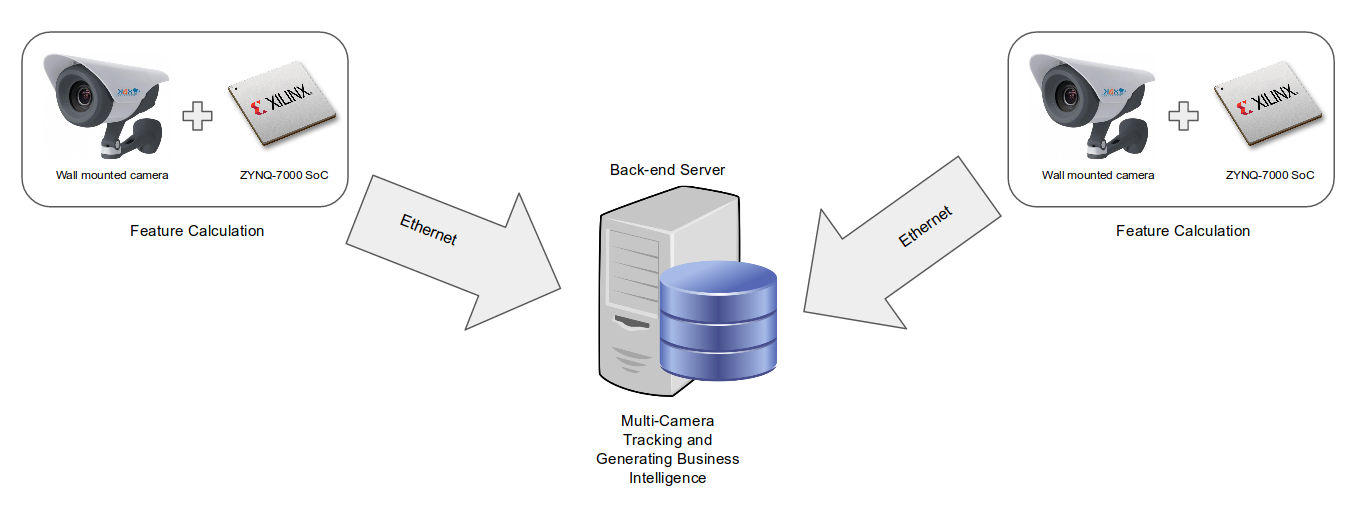 XILINX
Wall mounted camera
ZYNQ-7000 SoC
Feature Calculation
Ethernet
Back-end Server
Multi-Camera
Tracking and
Generating Business
Intelligence
Ethernet
XILINX
Wall mounted camera
ZYNQ-7000 SoC
Feature Calculation